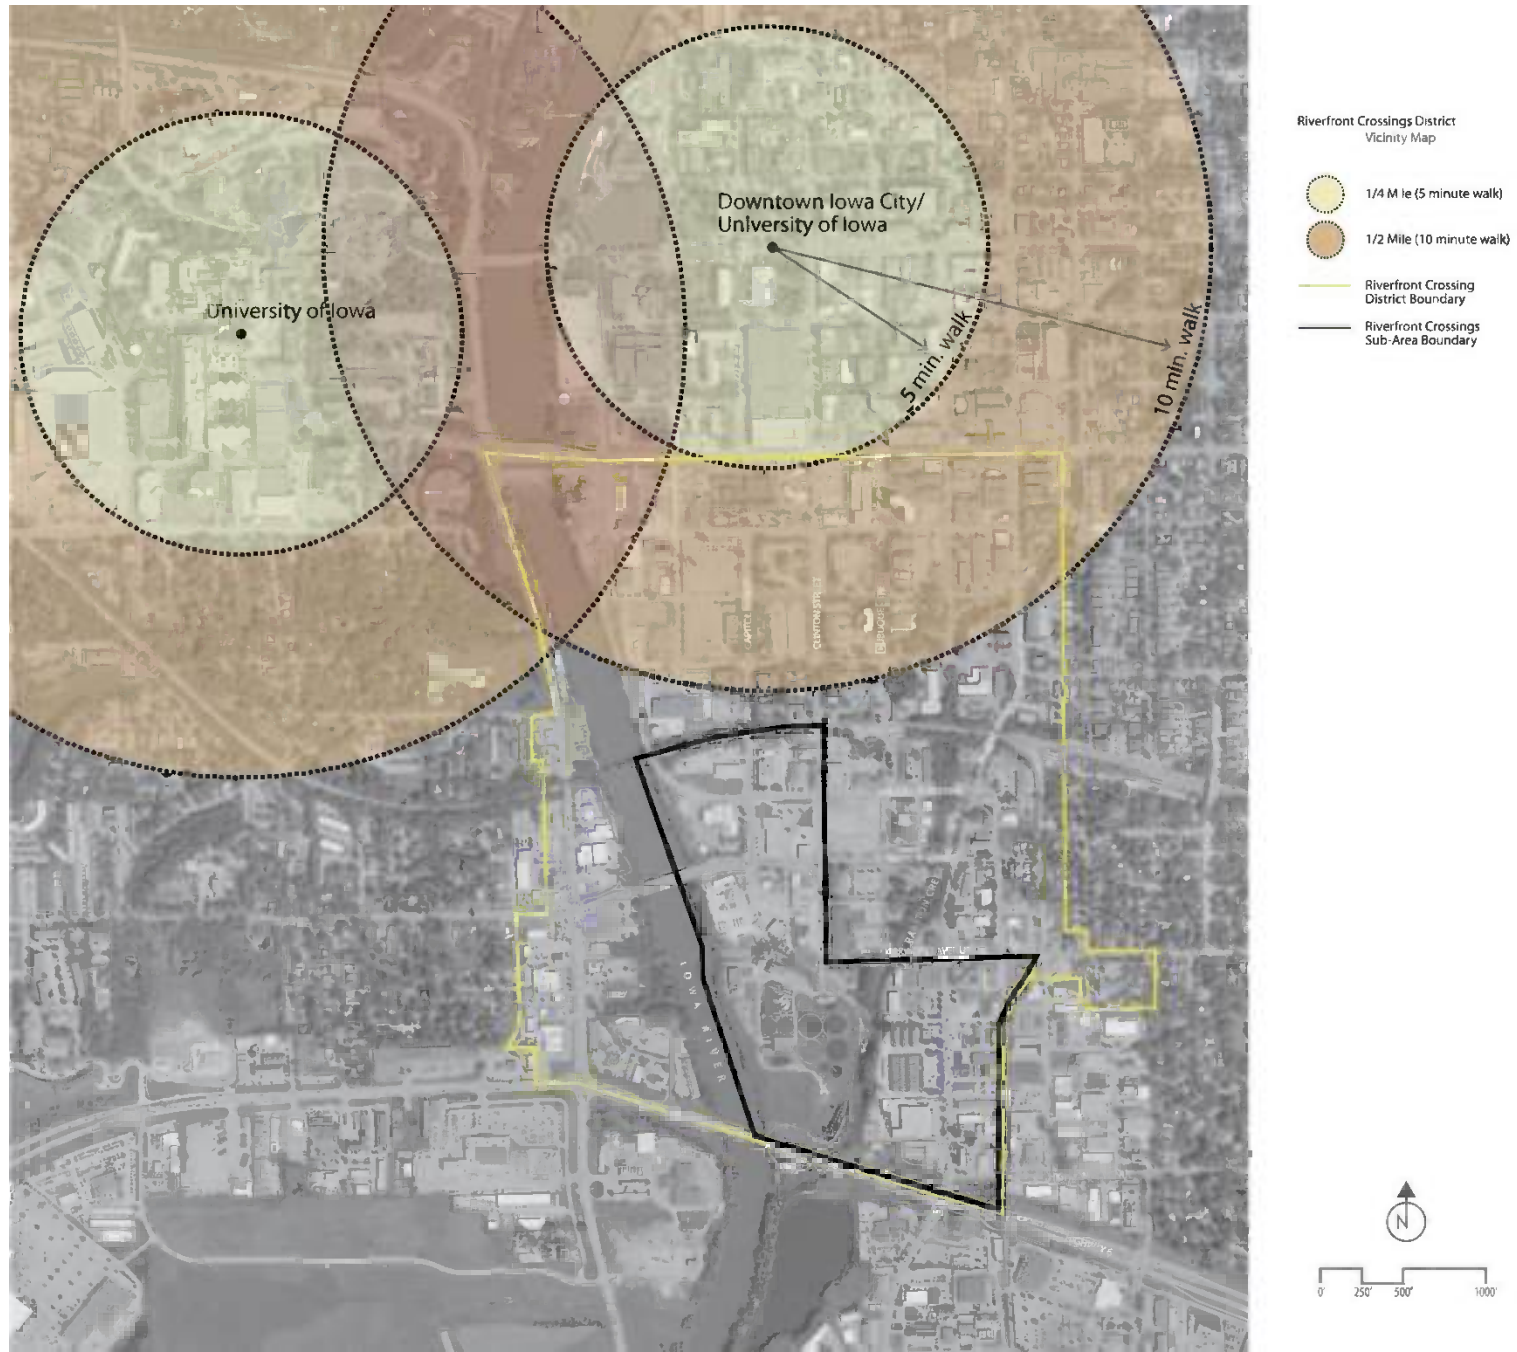 Riverfront Crossings District
Vicinity Map
1/4 M le (5 minute walk)
1/2 Mile (10 minute walk)
Riverfront Crossing
District Boundary
Riverfront Crossings
Sub-Area Boundary
Downtown Iowa City/
University of Iowa
University of Iowa
5 min. walk
10 min. walk
CLINTON STREET
IOWA RIVER
N
0'
250'
500'
1000'